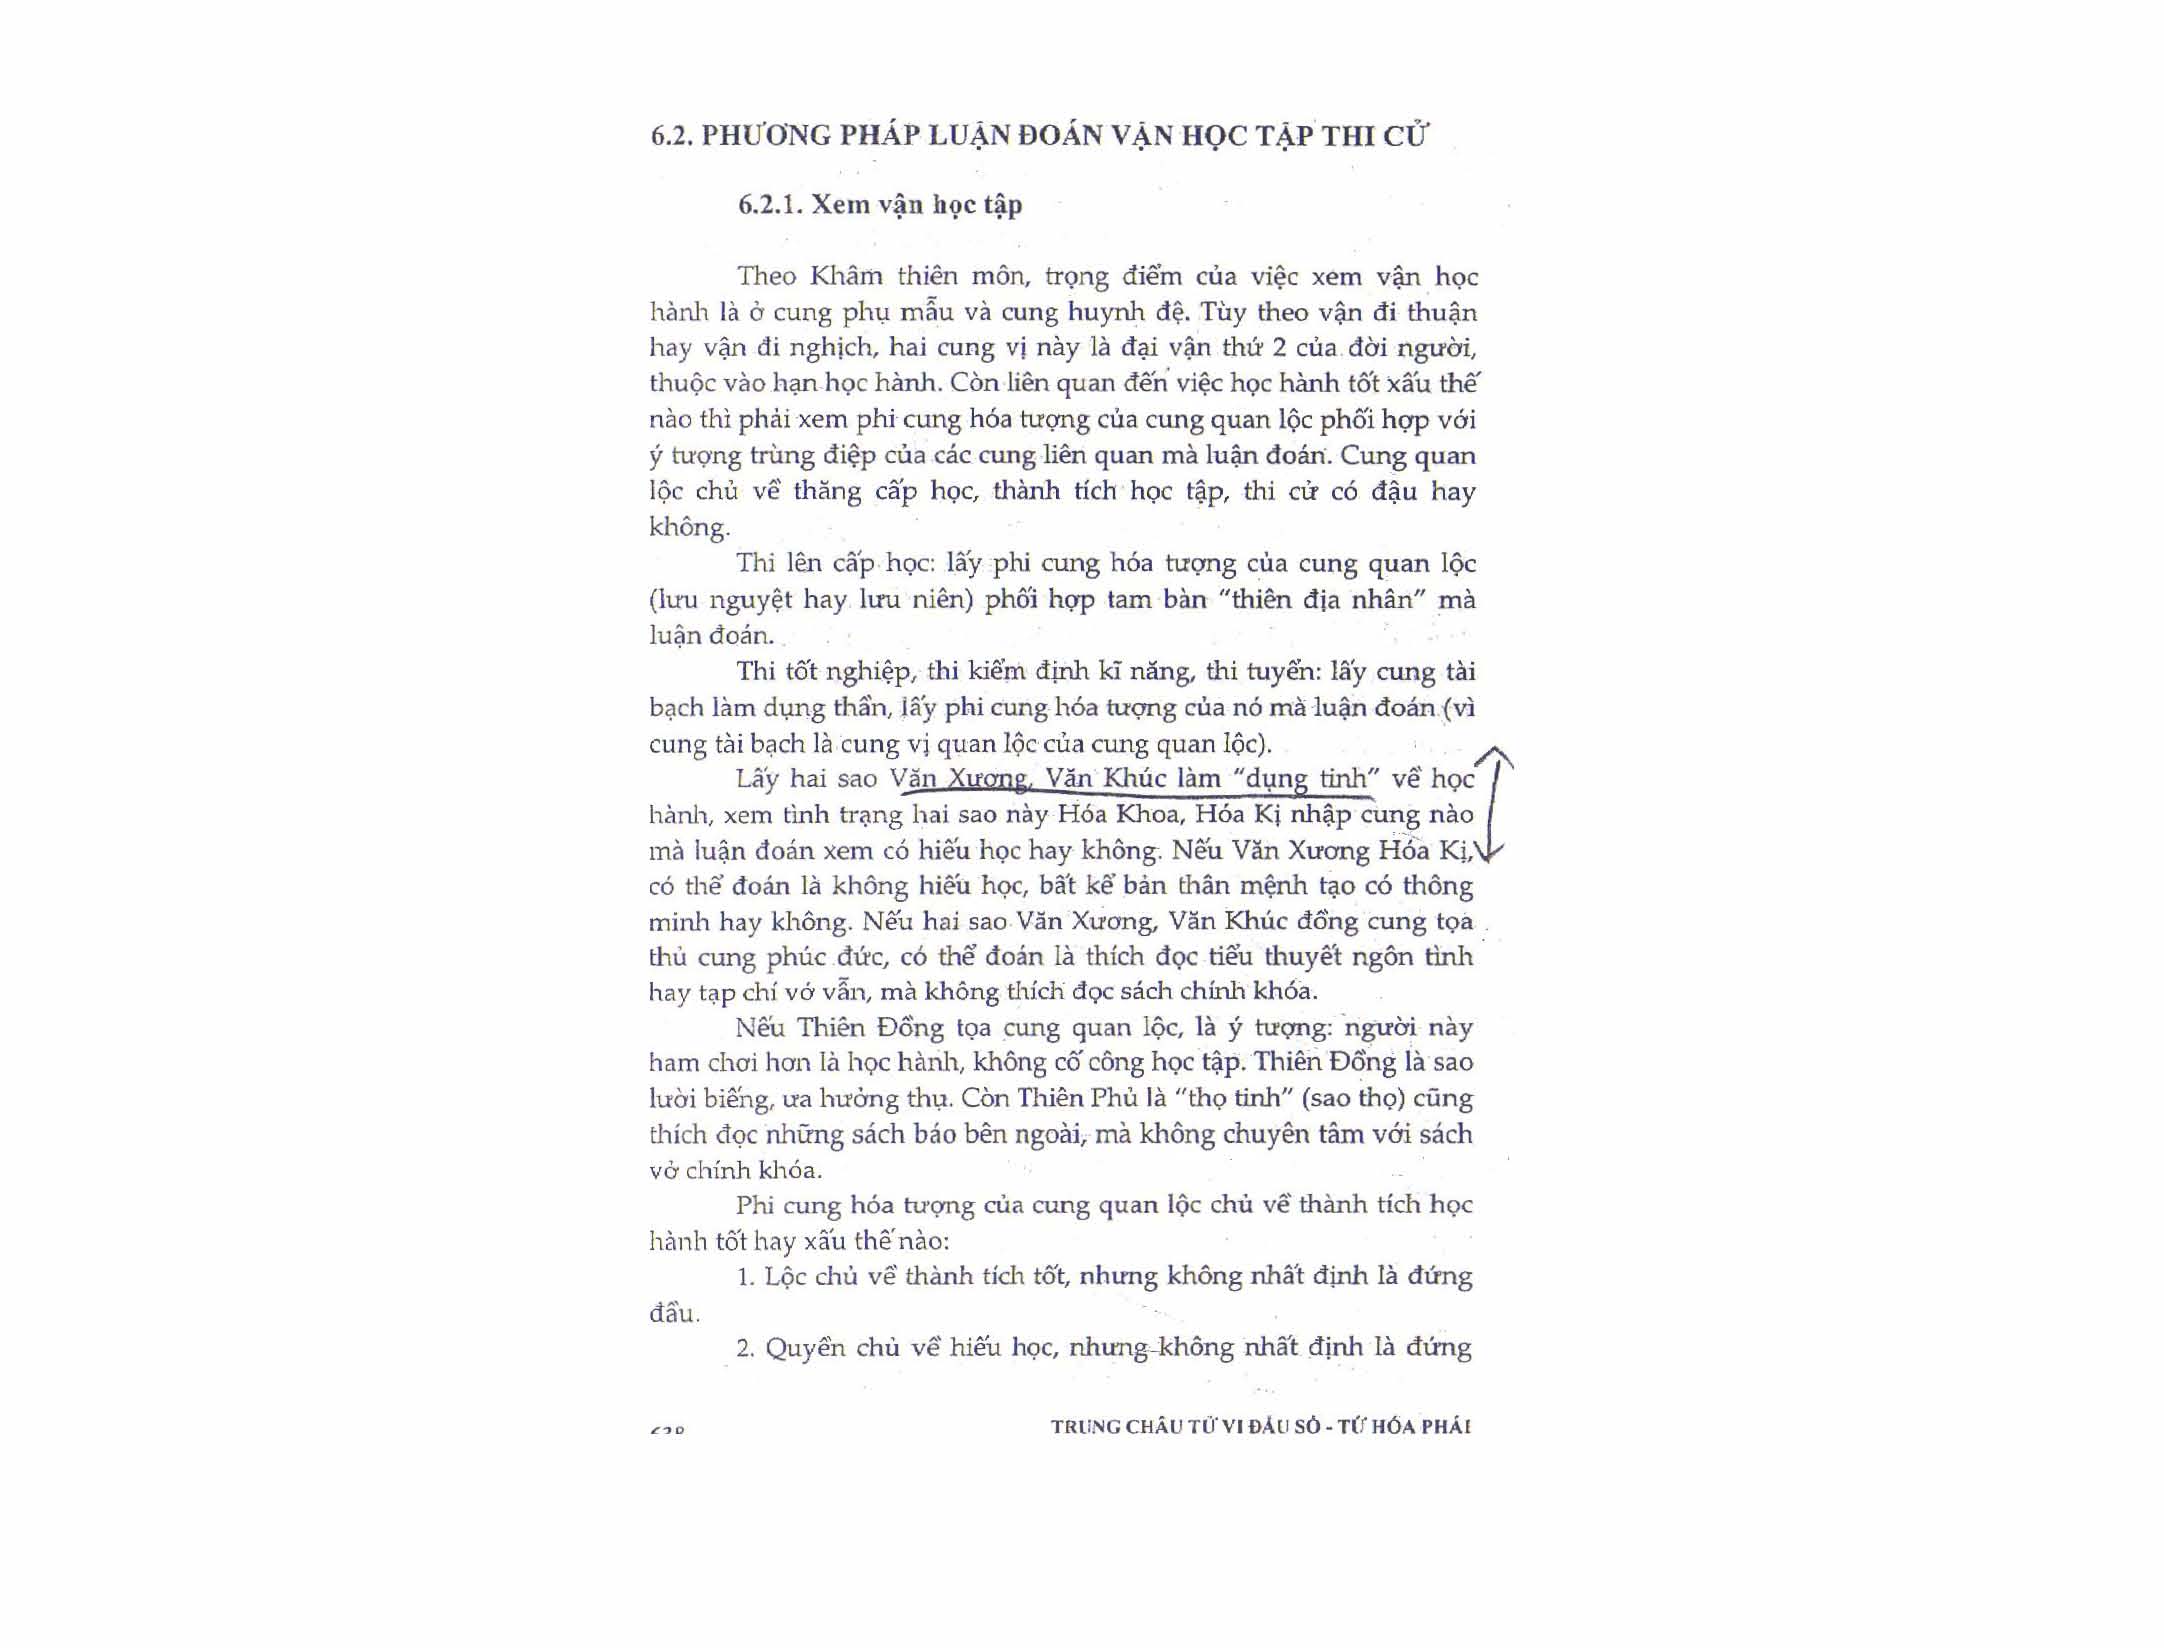 6.2. PHƯƠNG PHÁP LUẬN ĐOÁN VẬN HỌC TẬP THI CỬ
6.2.1. Xem vận học tập
Theo Khâm thiên môn, trọng điểm của việc xem vận học
hành là ở cung phụ mẫu và cung huynh đệ. Tùy theo vận đi thuận
hay vận đi nghịch, hai cung vị này là đại vận thứ 2 của đời người,
thuộc vào hạn học hành. Còn liên quan đến việc học hành tốt xấu thế
nào thì phải xem phi cung hóa tượng của cung quan lộc phối hợp với
ý tượng trùng điệp của các cung liên quan mà luận đoán. Cung quan
lộc chủ về thăng cấp học, thành tích học tập, thi cử có đậu hay
không.
Thi lên cấp học: lấy phi cung hóa tượng của cung quan lộc
(lưu nguyệt hay lưu niên) phối hợp tam bàn "thiên địa nhân" mà
luận đoán.
Thi tốt nghiệp, thi kiểm định kĩ năng, thi tuyển: lấy cung tài
bạch làm dụng thần, lấy phi cung hóa tượng của nó mà luận đoán (vì
cung tài bạch là cung vị quan lộc của cung quan lộc).
Lấy hai sao Văn Xương, Văn Khúc làm "dụng tinh" về học
hành, xem tình trạng hai sao này Hóa Khoa, Hóa Kị nhập cung nào
mà luận đoán xem có hiếu học hay không. Nếu Văn Xương Hóa Kị,
có thể đoán là không hiếu học, bất kể bản thân mệnh tạo có thông
minh hay không. Nếu hai sao Văn Xương, Văn Khúc đồng cung tọa
thủ cung phúc đức, có thể đoán là thích đọc tiểu thuyết ngôn tình
hay tạp chí vớ vẫn, mà không thích đọc sách chính khóa.
Nếu Thiên Đồng tọa cung quan lộc, là ý tượng: người này
ham chơi hơn là học hành, không cố công học tập. Thiên Đồng là sao
lười biếng, ưa hưởng thụ. Còn Thiên Phủ là "thọ tinh" (sao thọ) cũng
thích đọc những sách báo bên ngoài, mà không chuyên tâm với sách
vở chính khóa.
Phi cung hóa tượng của cung quan lộc chủ về thành tích học
hành tốt hay xấu thế nào:
1. Lộc chủ về thành tích tốt, nhưng không nhất định là đứng
đầu.
2. Quyền chủ về hiếu học, nhưng không nhất định là đứng
TRUNG CHÂU TỬ VI ĐẨU SỐ - TỨ HÓA PHÁI